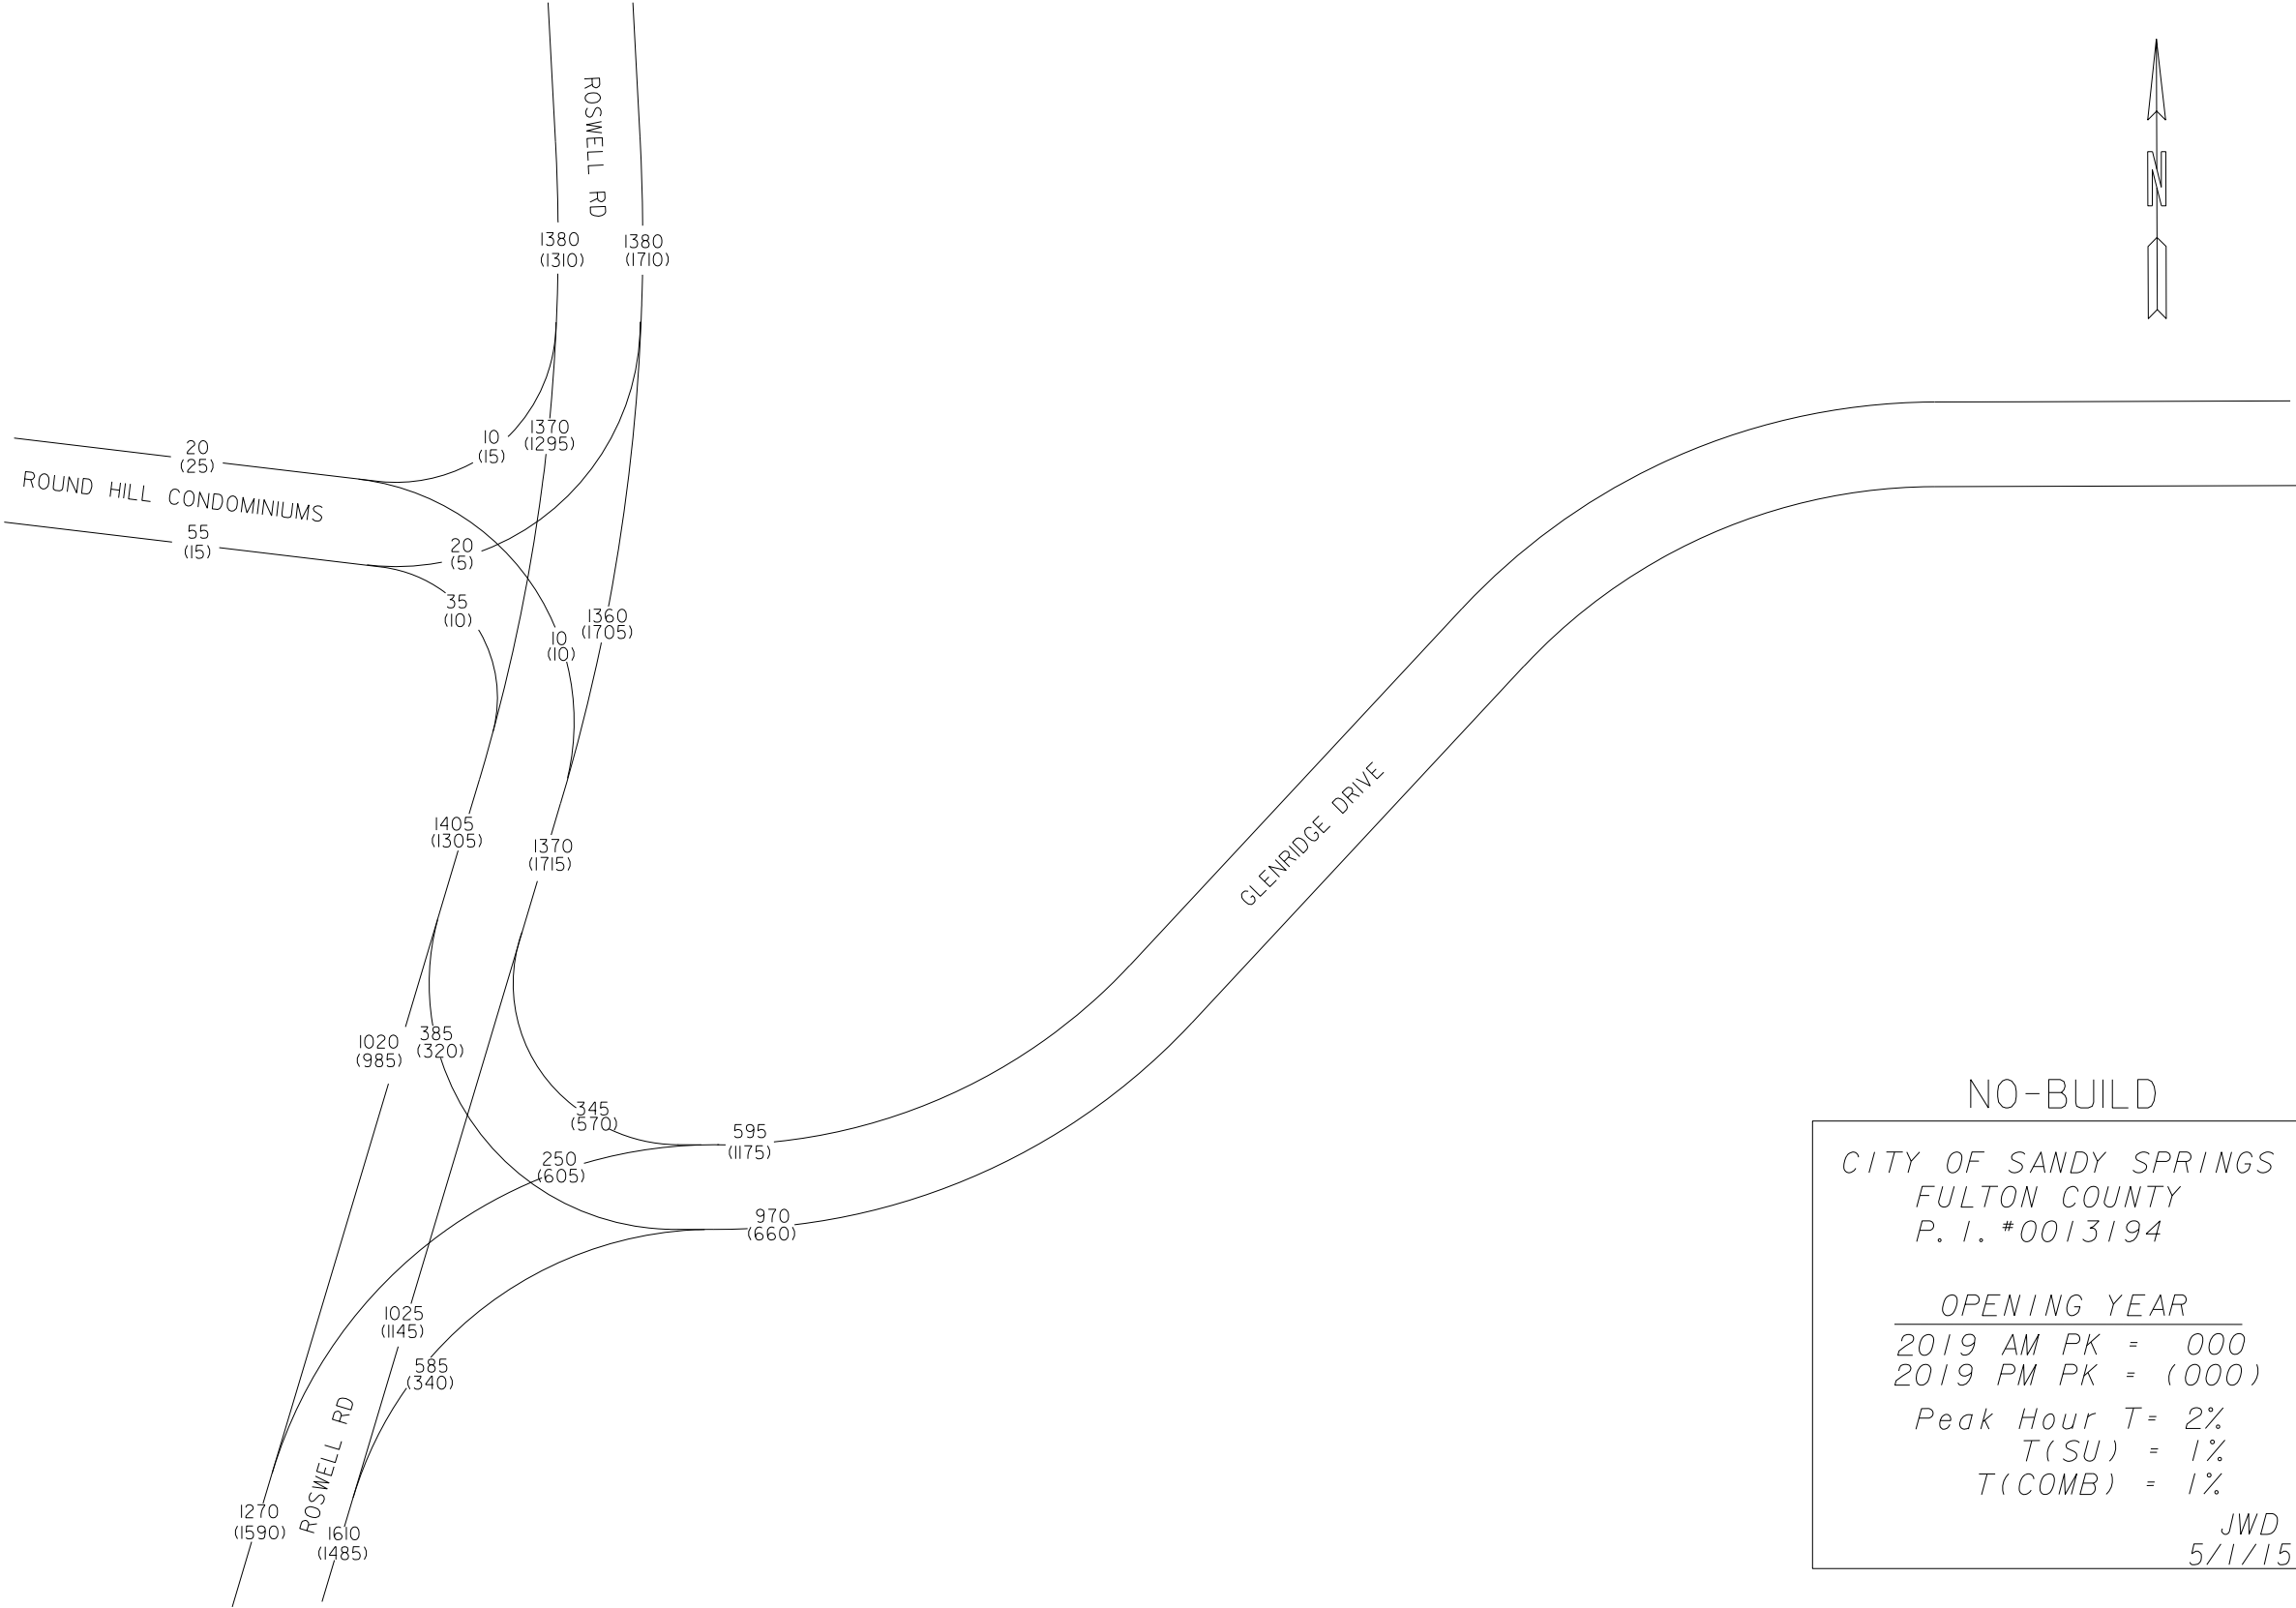 ROSWELL RD
1380
(1310)
1380
(1710)
10
(15)
1370
(1295)
20
(25)
ROUND HILL CONDOMINIUMS
55
(15)
20
(5)
35
(10)
10
(10)
1360
(1705)
1405
(1305)
1370
(1715)
GLENRIDGE DRIVE
1020
(985)
385
(320)
345
(570)
595
(1175)
250
(605)
970
(660)
1025
(1145)
585
(340)
ROSWELL RD
1270
(1590)
1610
(1485)
N
NO-BUILD
CITY OF SANDY SPRINGS
FULTON COUNTY
P.I.#0013194
OPENING YEAR
2019 AM PK = 000
2019 PM PK = (000)
Peak Hour T= 2%
T(SU) = 1%
T(COMB) = 1%
JWD
5/1/15